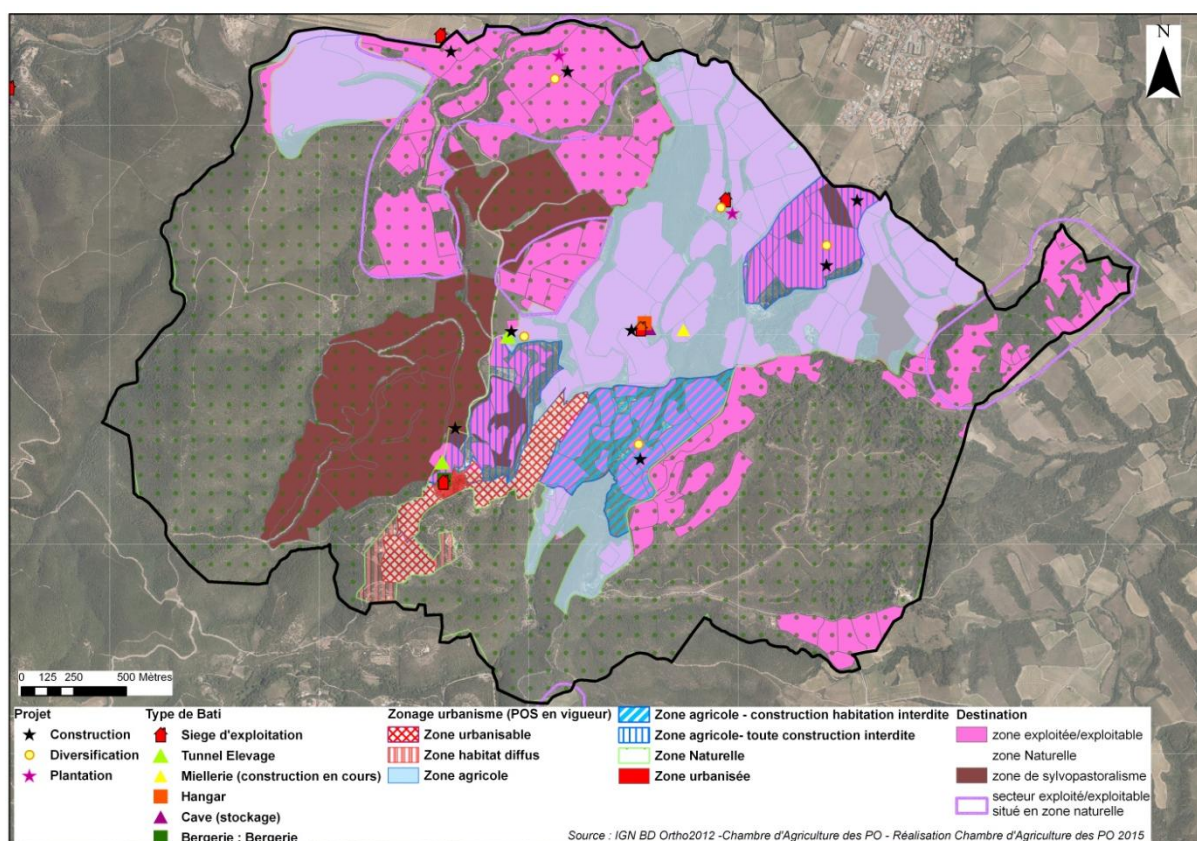 N
0 125 250 500 Mètres
Projet
Construction
Diversification
Plantation
Type de Bati
Siege d'exploitation
Tunnel Elevage
Miellerie (construction en cours)
Hangar
Cave (stockage)
Bergerie : Bergerie
Zonage urbanisme (POS en vigueur)
Zone urbanisable
Zone habitat diffus
Zone agricole
Zone agricole - construction habitation interdite
Zone agricole- toute construction interdite
Zone Naturelle
Zone urbanisée
Destination
zone exploitée/exploitable
zone Naturelle
zone de sylvopastoralisme
secteur exploité/exploitable
situé en zone naturelle
Source : IGN BD Ortho2012 -Chambre d'Agriculture des PO - Réalisation Chambre d'Agriculture des PO 2015